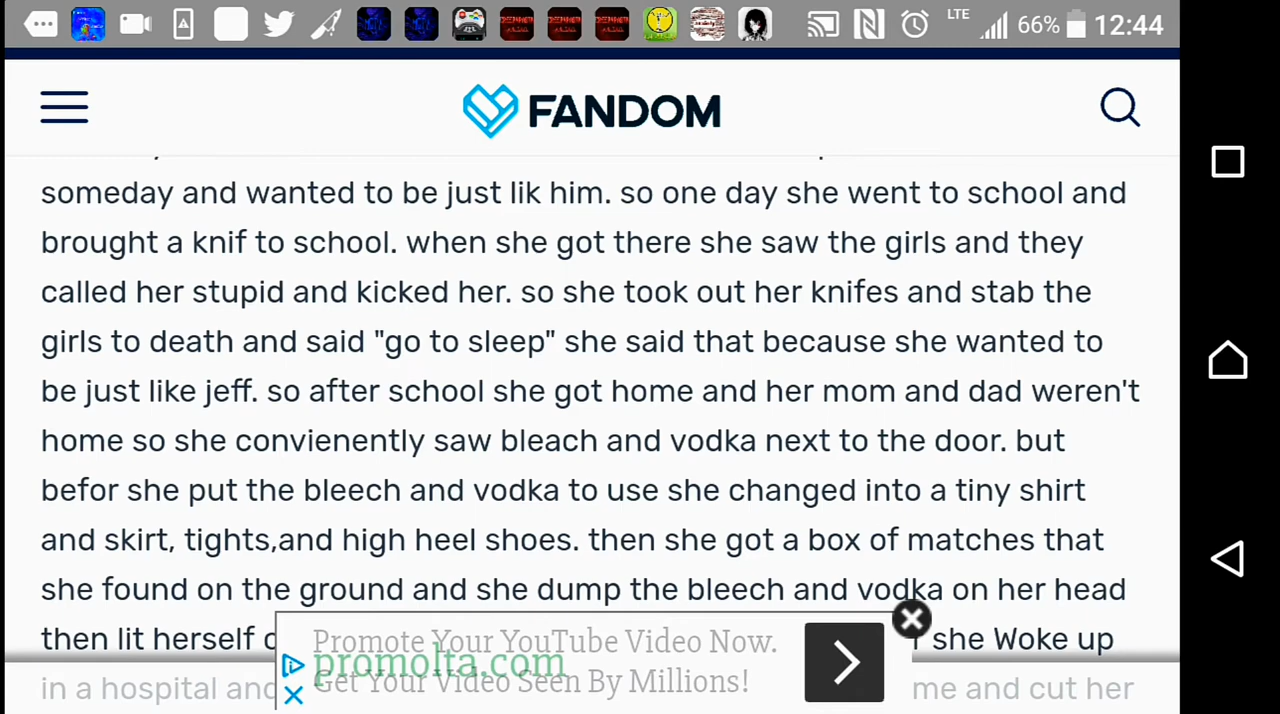 LTE 66% 12:44
FANDOM
someday and wanted to be just lik him. so one day she went to school and
brought a knif to school. when she got there she saw the girls and they
called her stupid and kicked her. so she took out her knifes and stab the
girls to death and said "go to sleep" she said that because she wanted to
be just like jeff. so after school she got home and her mom and dad weren't
home so she convienently saw bleach and vodka next to the door. but
befor she put the bleech and vodka to use she changed into a tiny shirt
and skirt, tights,and high heel shoes. then she got a box of matches that
she found on the ground and she dump the bleech and vodka on her head
then lit herself she Woke up
in a hospital and me and cut her
Promote Your YouTube Video Now.
promolta.com
Get Your Video Seen By Millions!